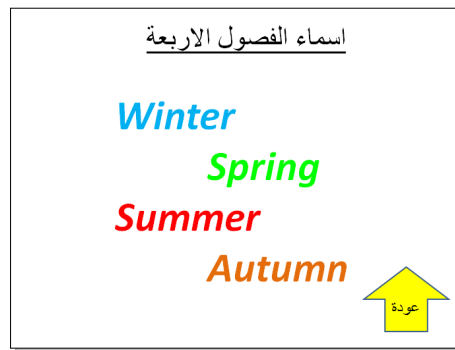 اسماء الفصول الاربعة
Winter
Spring
Summer
Autumn
عودة